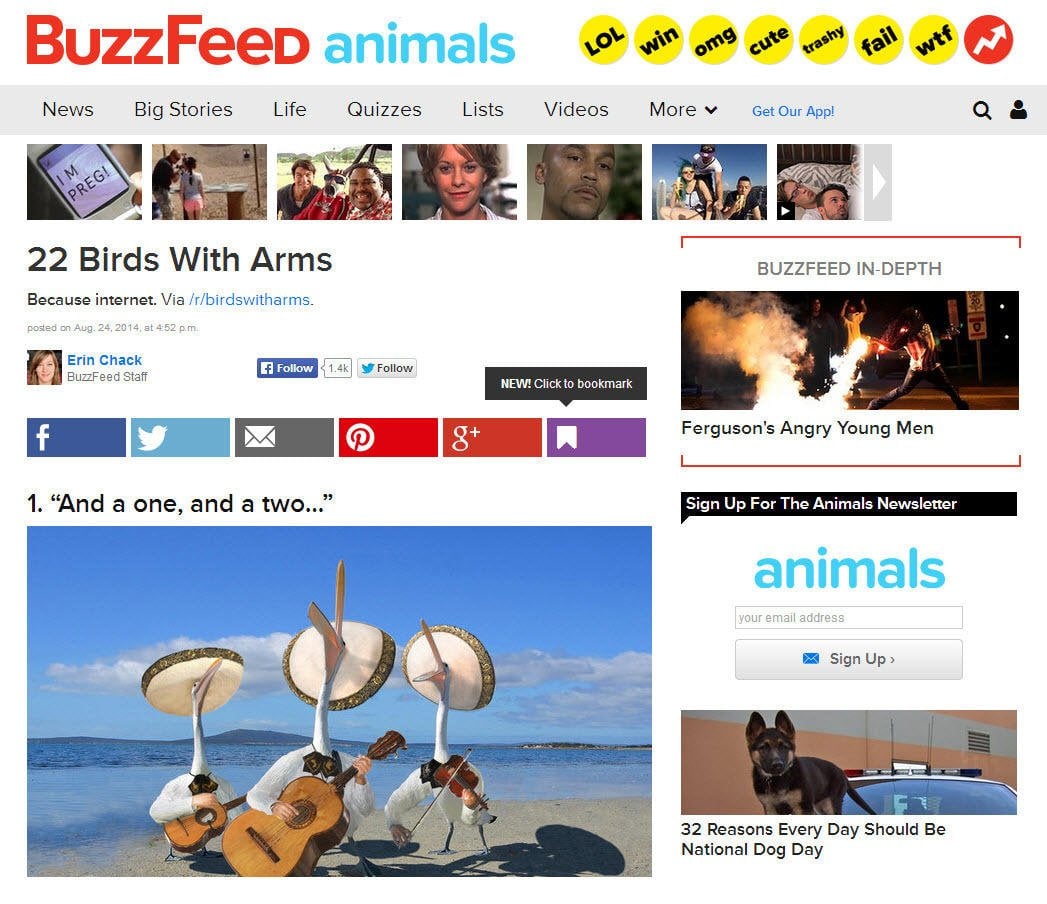 BuzzFeeD animals
LOL win omg cute trashy fail wtf
News Big Stories Life Quizzes Lists Videos More Get Our App!
I'M PREG!
22 Birds With Arms
Because internet. Via /r/birdswitharms.
posted on Aug. 24, 2014, at 4:52 p.m.
Erin Chack
BuzzFeed Staff
Follow 1.4k Follow
NEW! Click to bookmark
g+
1. “And a one, and a two...”
BUZZFEED IN-DEPTH
Ferguson's Angry Young Men
Sign Up For The Animals Newsletter
animals
your email address
Sign Up ›
32 Reasons Every Day Should Be
National Dog Day